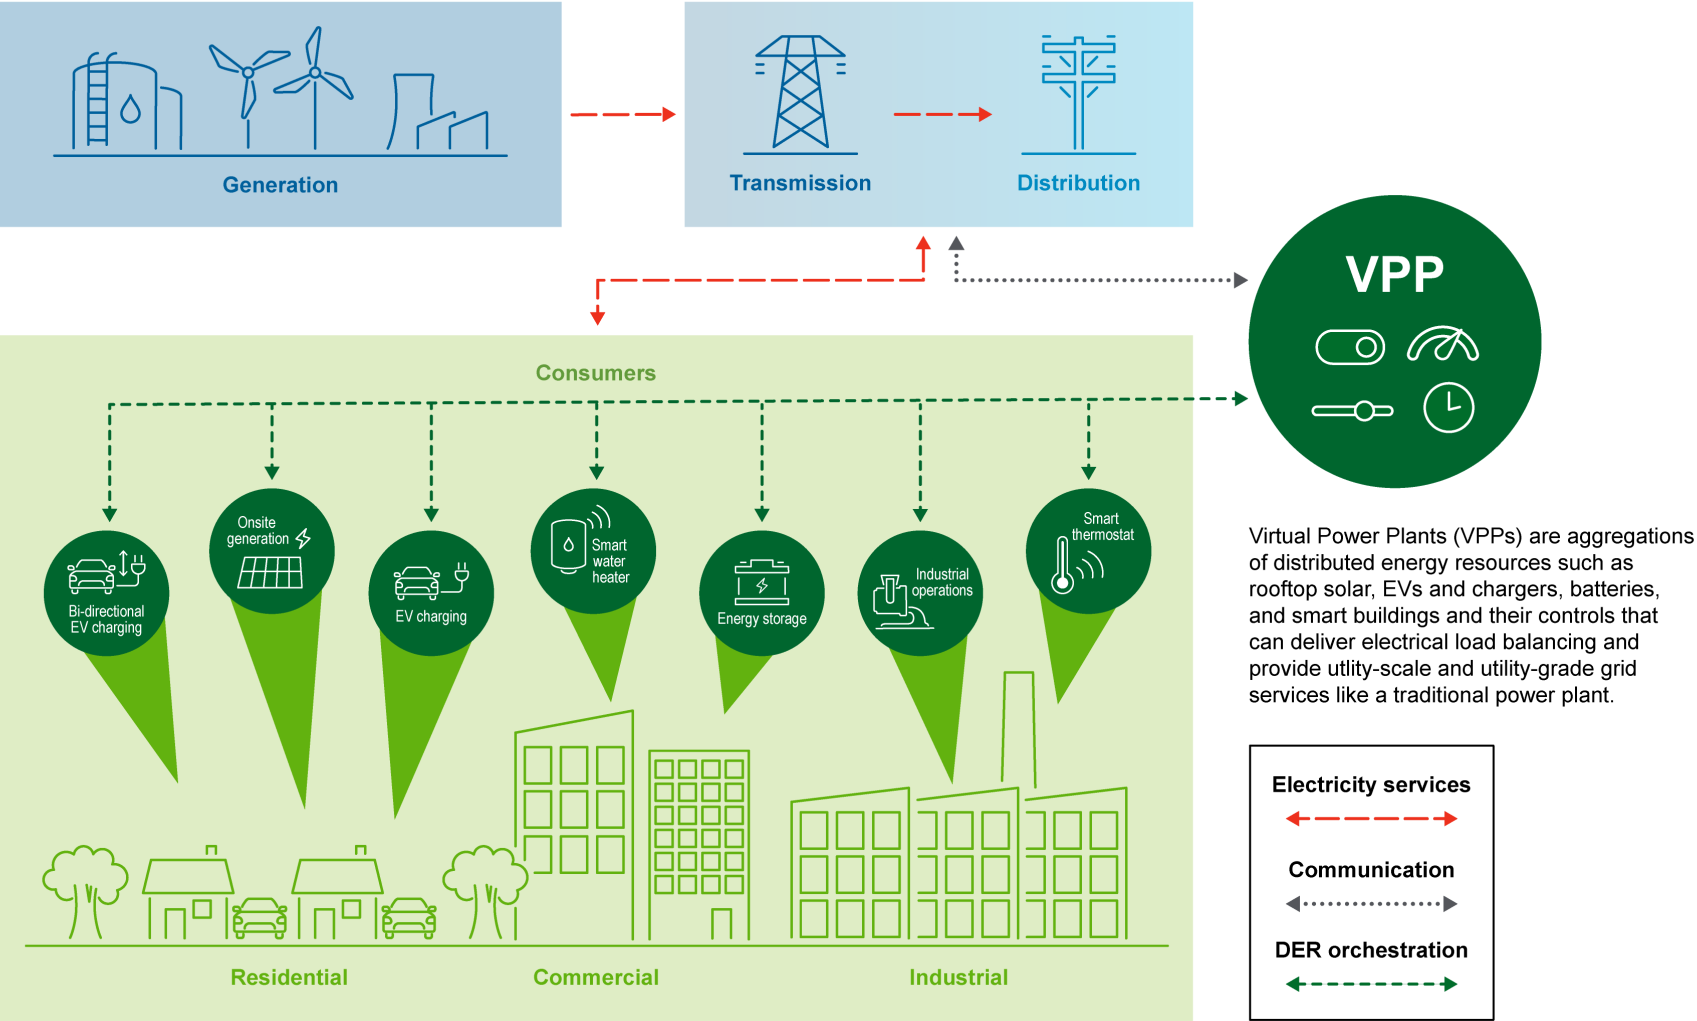 Generation
Transmission
Distribution
VPP
Consumers
Bi-directional
EV charging
Onsite
generation
EV charging
Smart
water
heater
Energy storage
Industrial
operations
Smart
thermostat
Residential
Commercial
Industrial
Virtual Power Plants (VPPs) are aggregations
of distributed energy resources such as
rooftop solar, EVs and chargers, batteries,
and smart buildings and their controls that
can deliver electrical load balancing and
provide utlity-scale and utility-grade grid
services like a traditional power plant.
Electricity services
Communication
DER orchestration